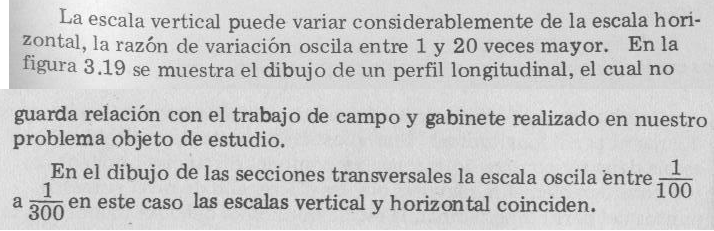 La escala vertical puede variar considerablemente de la escala hori-
zontal, la razón de variación oscila entre 1 y 20 veces mayor. En la
figura 3.19 se muestra el dibujo de un perfil longitudinal, el cual no
guarda relación con el trabajo de campo y gabinete realizado en nuestro
problema objeto de estudio.
En el dibujo de las secciones transversales la escala oscila entre 1/100
a 1/300 en este caso las escalas vertical y horizontal coinciden.